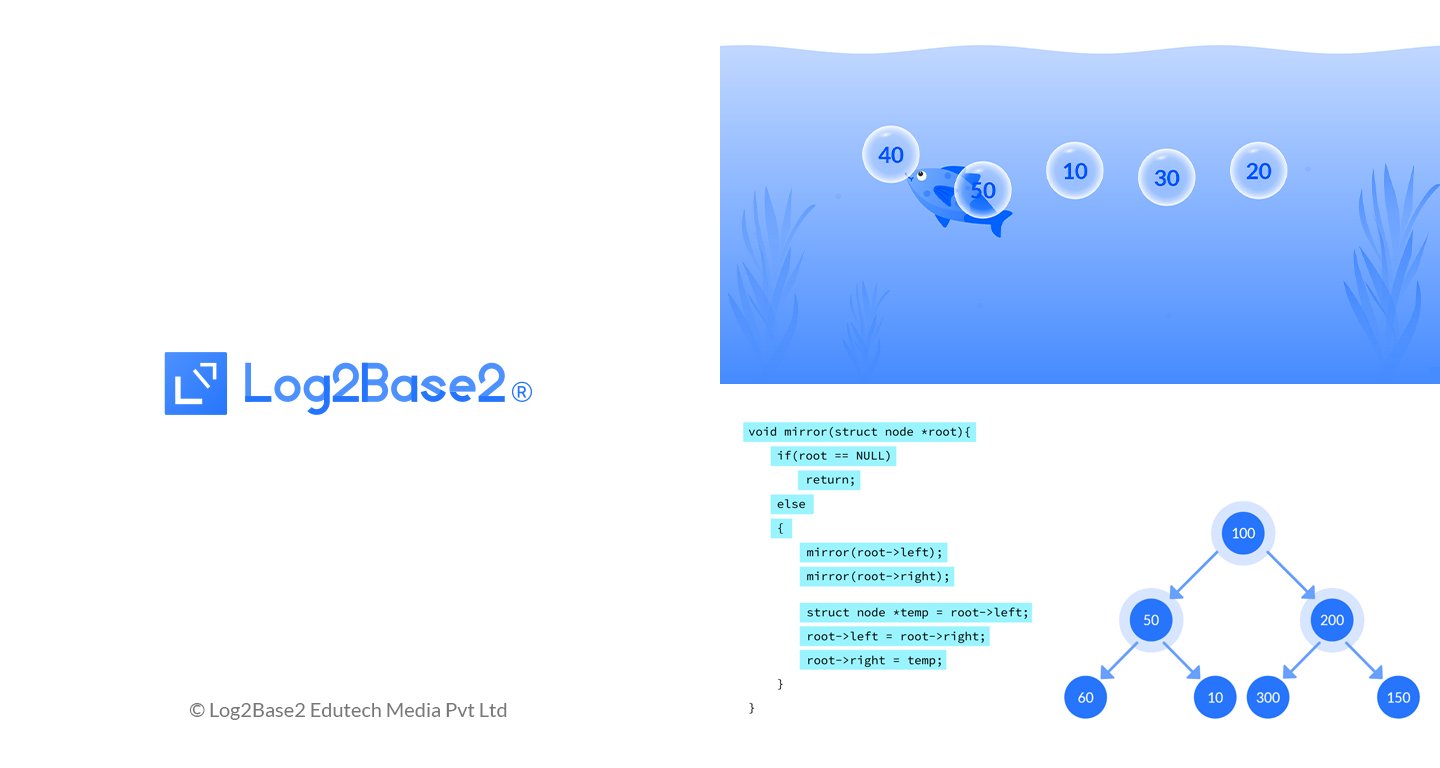 Log2Base2®
© Log2Base2 Edutech Media Pvt Ltd
40
50
10
30
20
void mirror(struct node *root){
if(root == NULL)
return;
else
{
mirror(root->left);
mirror(root->right);
struct node *temp = root->left;
root->left = root->right;
root->right = temp;
}
}
100
50
200
60
10
300
150